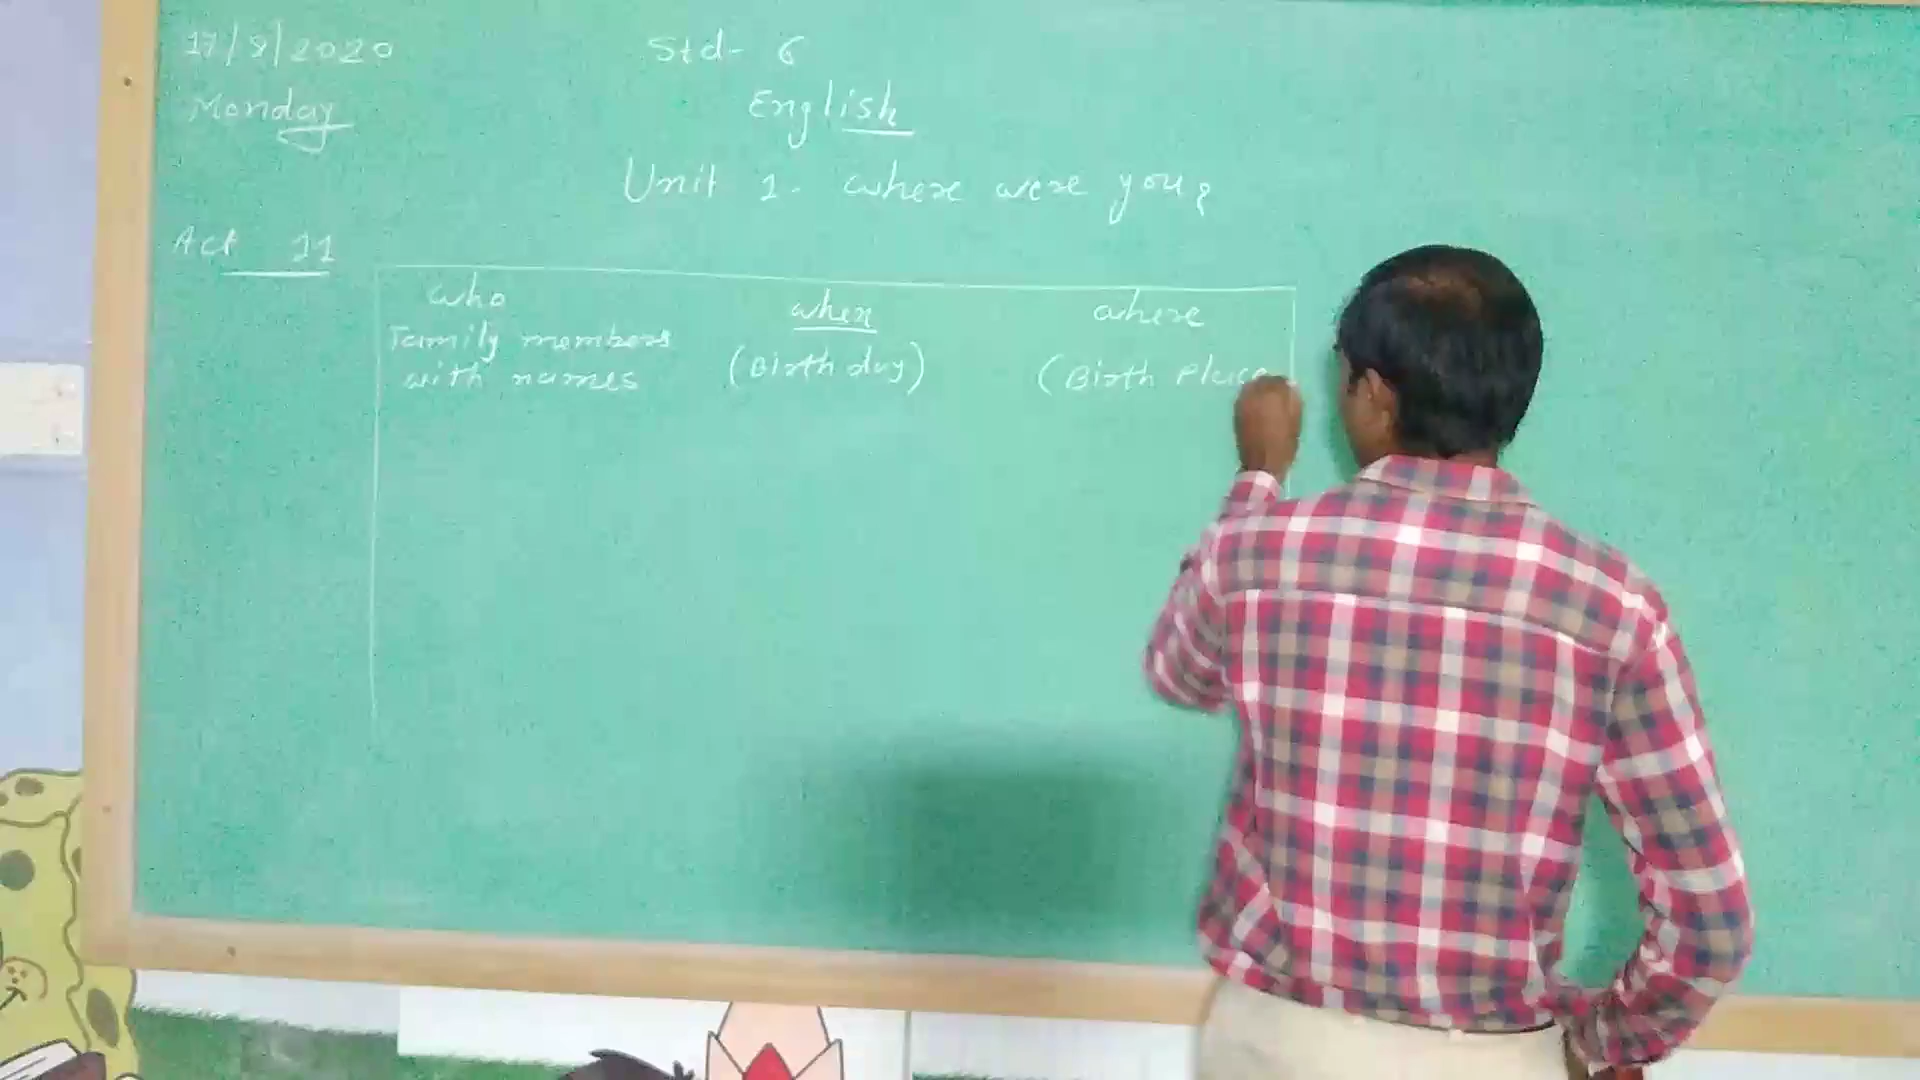 17/8/2020
Monday
Std- 6
English
Unit 1. where were you?
Act 11
who
Family members
with names
when
(Birth day)
where
(Birth Place